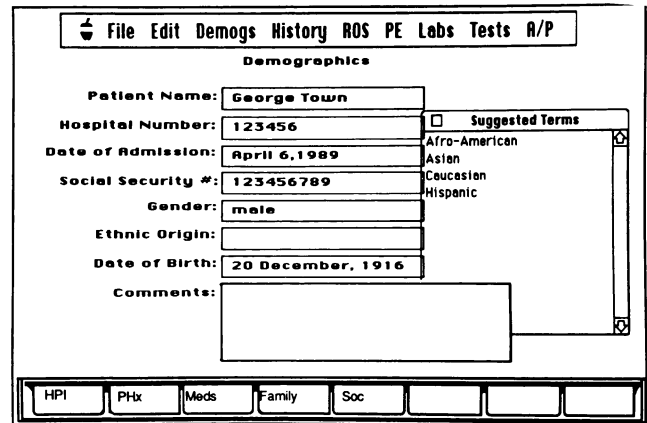 File Edit Demogs History ROS PE Labs Tests A/P
Demographics
Patient Name: George Town
Hospital Number: 123456
Date of Admission: April 6,1989
Social Security #: 123456789
Gender: male
Ethnic Origin:
Date of Birth: 20 December, 1916
Comments:
Suggested Terms
Afro-American
Asian
Caucasian
Hispanic
HPI PHx Meds Family Soc